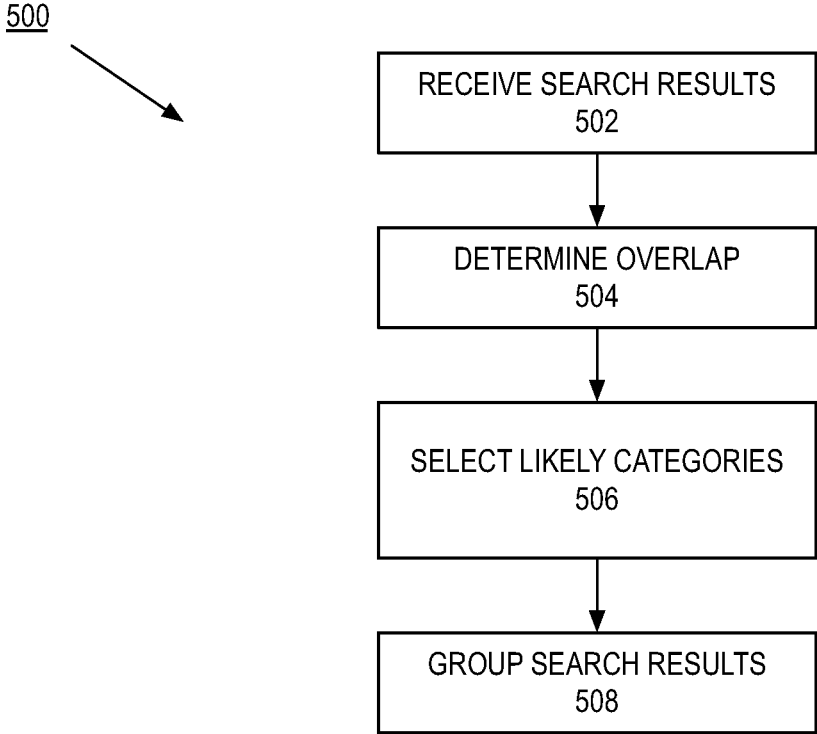 500
RECEIVE SEARCH RESULTS
502
DETERMINE OVERLAP
504
SELECT LIKELY CATEGORIES
506
GROUP SEARCH RESULTS
508